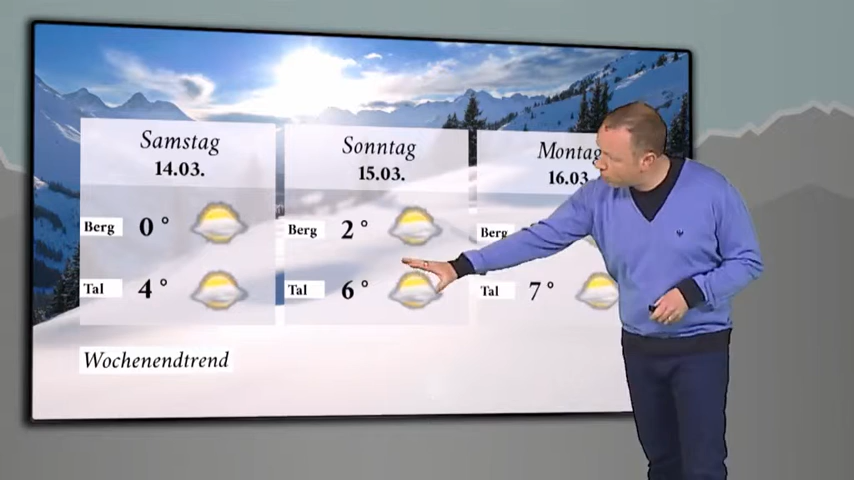 Samstag
14.03.
Berg 0 °
Tal 4 °
Sonntag
15.03.
Berg 2 °
Tal 6 °
Montag
16.03.
Berg
Tal 7 °
Wochenendtrend